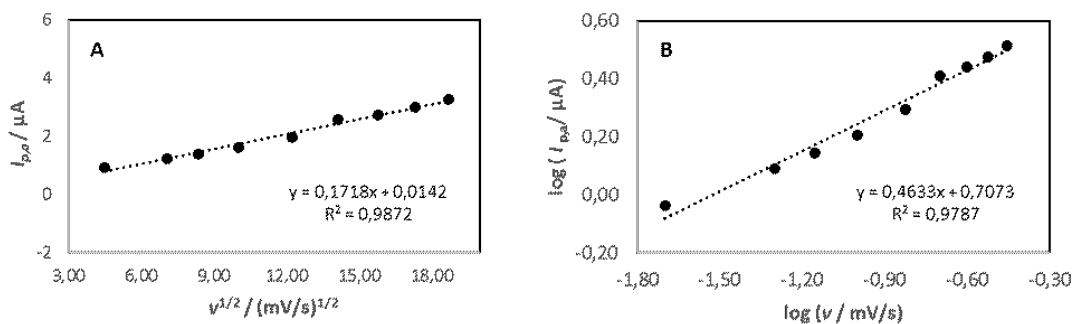 A
6
4
2
0
-2
I p,a / µA
y = 0,1718x + 0,0142
R² = 0,9872
3,00 6,00 9,00 12,00 15,00 18,00
v1/2 / (mV/s)1/2
B
0,60
0,40
0,20
0,00
-0,20
log ( I p,a/ µA)
y = 0,4633x + 0,7073
R² = 0,9787
-1,80 -1,50 -1,20 -0,90 -0,60 -0,30
log (v / mV/s)